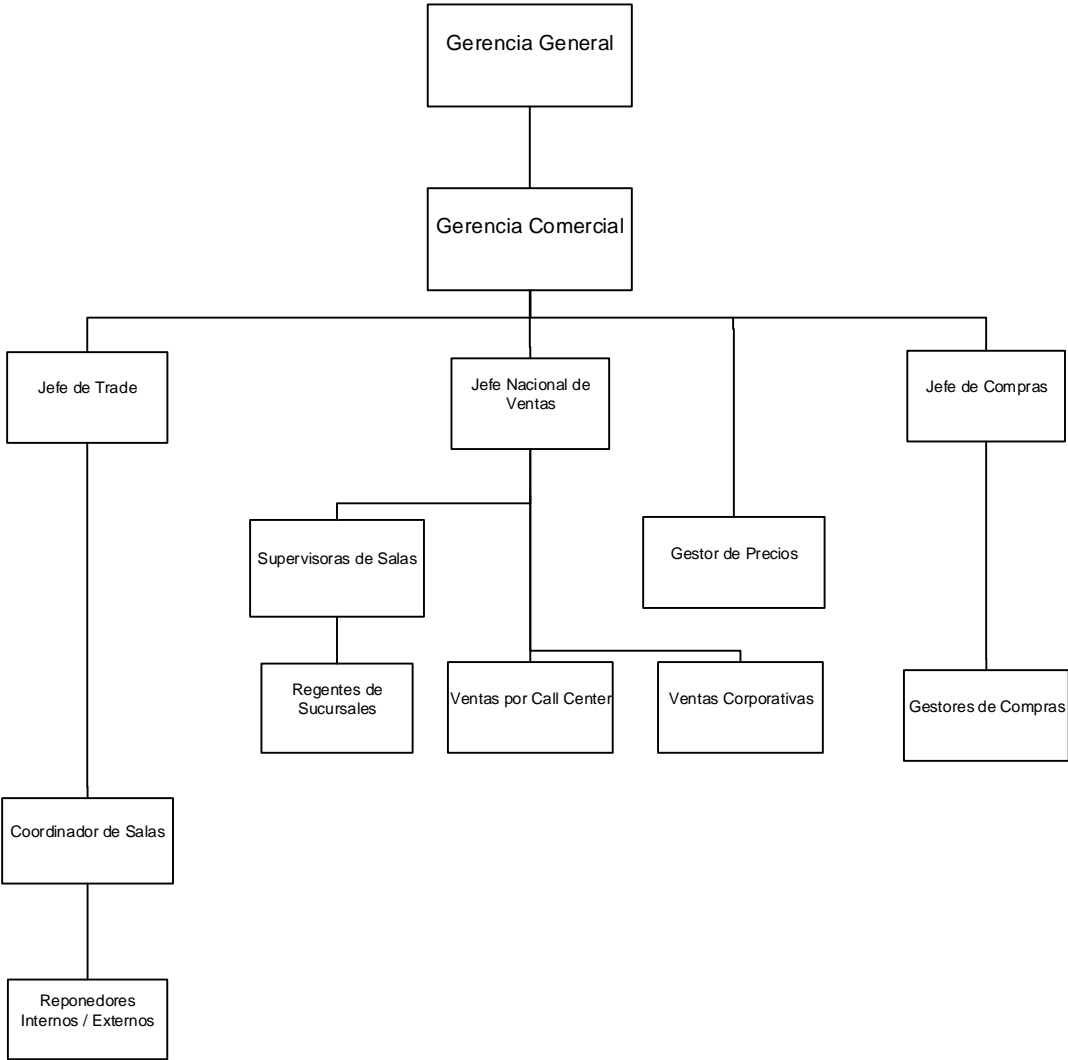 Gerencia General
Gerencia Comercial
Jefe de Trade
Jefe Nacional de
Ventas
Jefe de Compras
Supervisoras de Salas
Gestor de Precios
Regentes de
Sucursales
Ventas por Call Center
Ventas Corporativas
Gestores de Compras
Coordinador de Salas
Reponedores
Internos / Externos